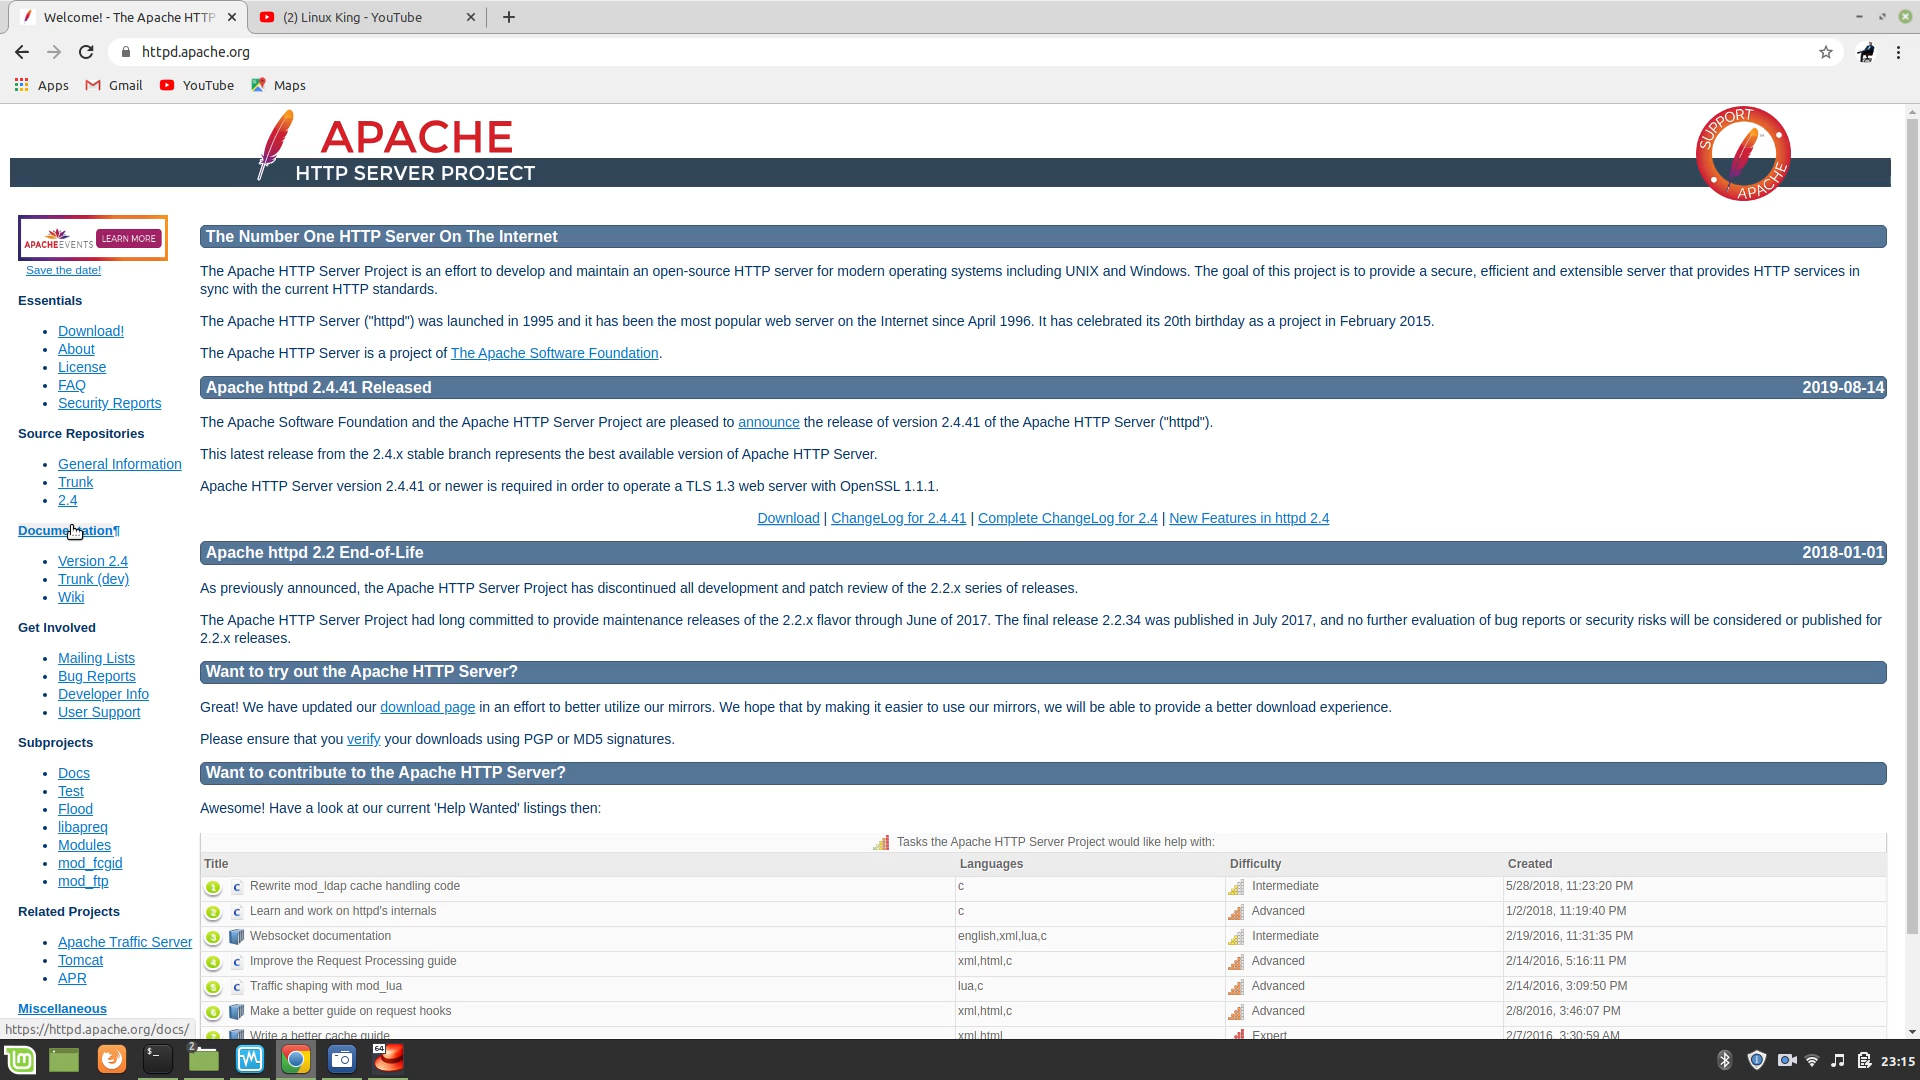 Welcome! - The Apache HTTP
(2) Linux King - YouTube
httpd.apache.org
Apps
Gmail
YouTube
Maps
APACHE
HTTP SERVER PROJECT
SUPPORT
APACHE
APACHEEVENTS LEARN MORE
Save the date!
Essentials
Download!
About
License
FAQ
Security Reports
Source Repositories
General Information
Trunk
2.4
Documentation¶
Version 2.4
Trunk (dev)
Wiki
Get Involved
Mailing Lists
Bug Reports
Developer Info
User Support
Subprojects
Docs
Test
Flood
libapreq
Modules
mod_fcgid
mod_ftp
Related Projects
Apache Traffic Server
Tomcat
APR
Miscellaneous
https://httpd.apache.org/docs/
The Number One HTTP Server On The Internet
The Apache HTTP Server Project is an effort to develop and maintain an open-source HTTP server for modern operating systems including UNIX and Windows. The goal of this project is to provide a secure, efficient and extensible server that provides HTTP services in
sync with the current HTTP standards.
The Apache HTTP Server ("httpd") was launched in 1995 and it has been the most popular web server on the Internet since April 1996. It has celebrated its 20th birthday as a project in February 2015.
The Apache HTTP Server is a project of The Apache Software Foundation.
Apache httpd 2.4.41 Released 2019-08-14
The Apache Software Foundation and the Apache HTTP Server Project are pleased to announce the release of version 2.4.41 of the Apache HTTP Server ("httpd").
This latest release from the 2.4.x stable branch represents the best available version of Apache HTTP Server.
Apache HTTP Server version 2.4.41 or newer is required in order to operate a TLS 1.3 web server with OpenSSL 1.1.1.
Download | ChangeLog for 2.4.41 | Complete ChangeLog for 2.4 | New Features in httpd 2.4
Apache httpd 2.2 End-of-Life 2018-01-01
As previously announced, the Apache HTTP Server Project has discontinued all development and patch review of the 2.2.x series of releases.
The Apache HTTP Server Project had long committed to provide maintenance releases of the 2.2.x flavor through June of 2017. The final release 2.2.34 was published in July 2017, and no further evaluation of bug reports or security risks will be considered or published for
2.2.x releases.
Want to try out the Apache HTTP Server?
Great! We have updated our download page in an effort to better utilize our mirrors. We hope that by making it easier to use our mirrors, we will be able to provide a better download experience.
Please ensure that you verify your downloads using PGP or MD5 signatures.
Want to contribute to the Apache HTTP Server?
Awesome! Have a look at our current 'Help Wanted' listings then:
Tasks the Apache HTTP Server Project would like help with:
Title Languages Difficulty Created
1 C Rewrite mod_ldap cache handling code c Intermediate 5/28/2018, 11:23:20 PM
2 C Learn and work on httpd's internals c Advanced 1/2/2018, 11:19:40 PM
3 Websocket documentation english,xml,lua,c Intermediate 2/19/2016, 11:31:35 PM
4 C Improve the Request Processing guide xml,html,c Advanced 2/14/2016, 5:16:11 PM
5 C Traffic shaping with mod_lua lua,c Advanced 2/14/2016, 3:09:50 PM
6 Make a better guide on request hooks xml,html,c Advanced 2/8/2016, 3:46:07 PM
7 Write a better cache guide xml,html Expert 2/7/2016, 3:30:59 AM
2
64
23:15